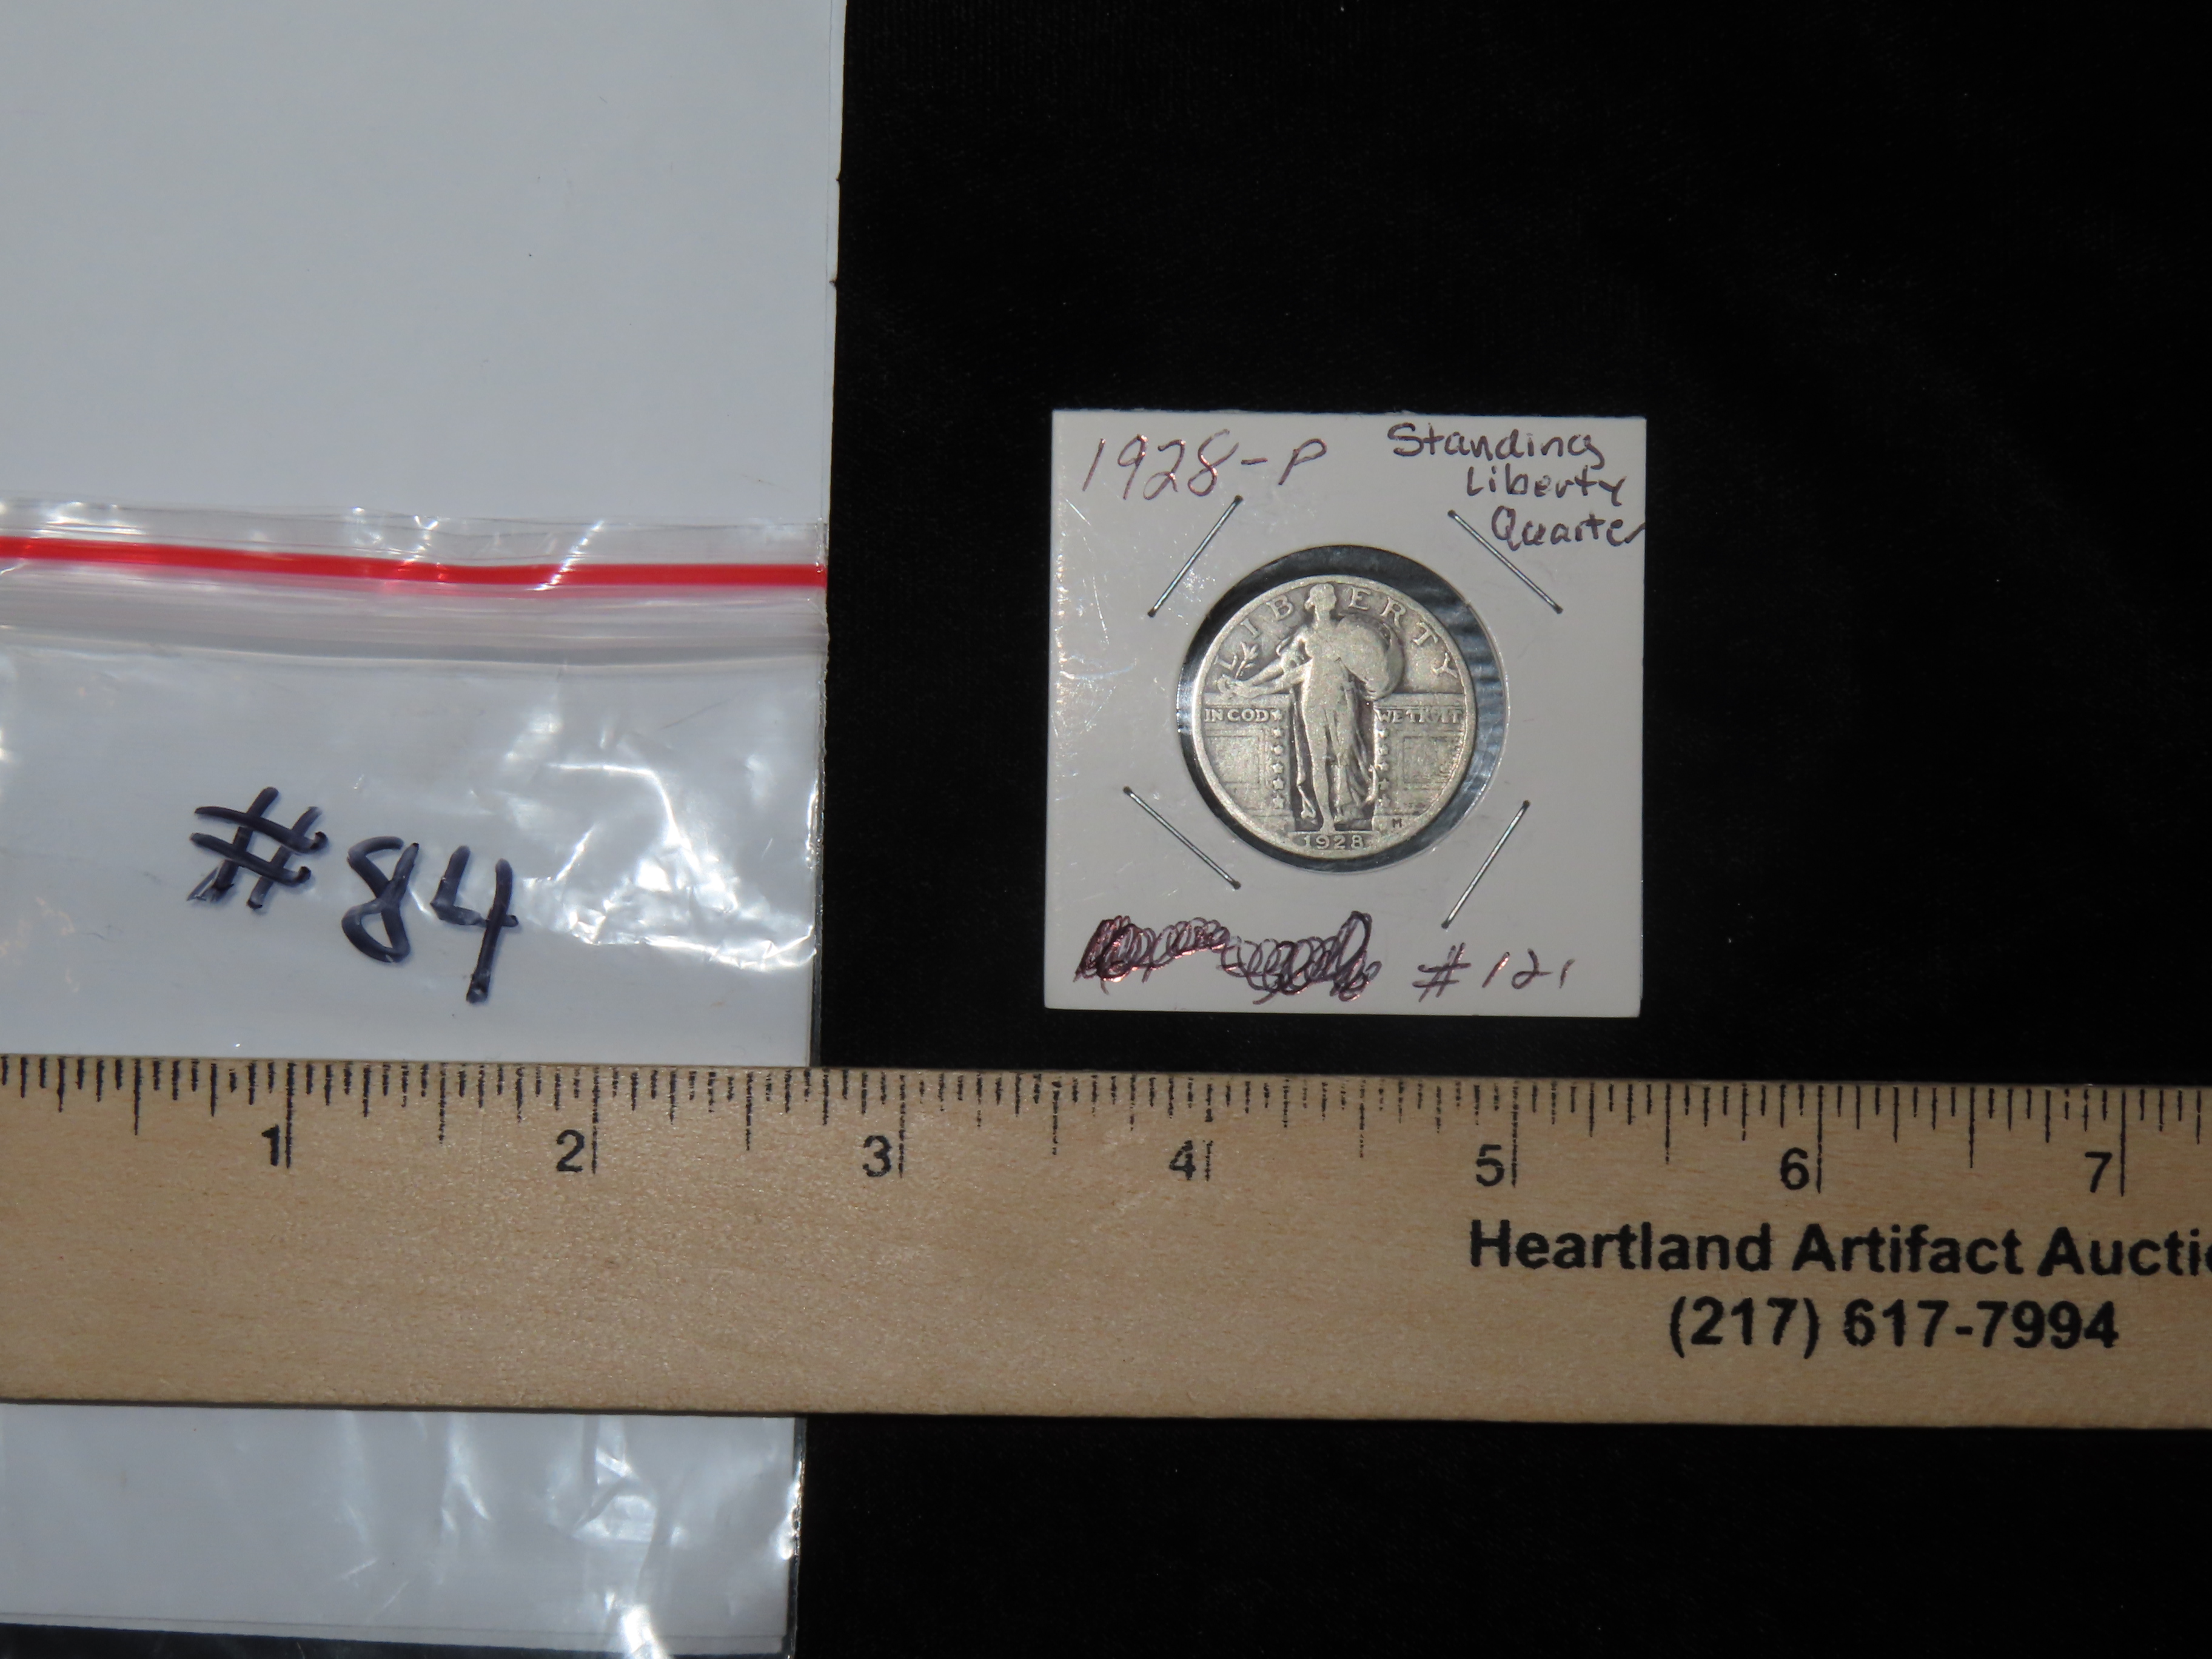 1928-P
Standing
Liberty
Quarter
LIBERTY
IN GOD WE TRUST
M
1928
#121
#84
1 2 3 4 5 6 7
Heartland Artifact Aucti
(217) 617-7994